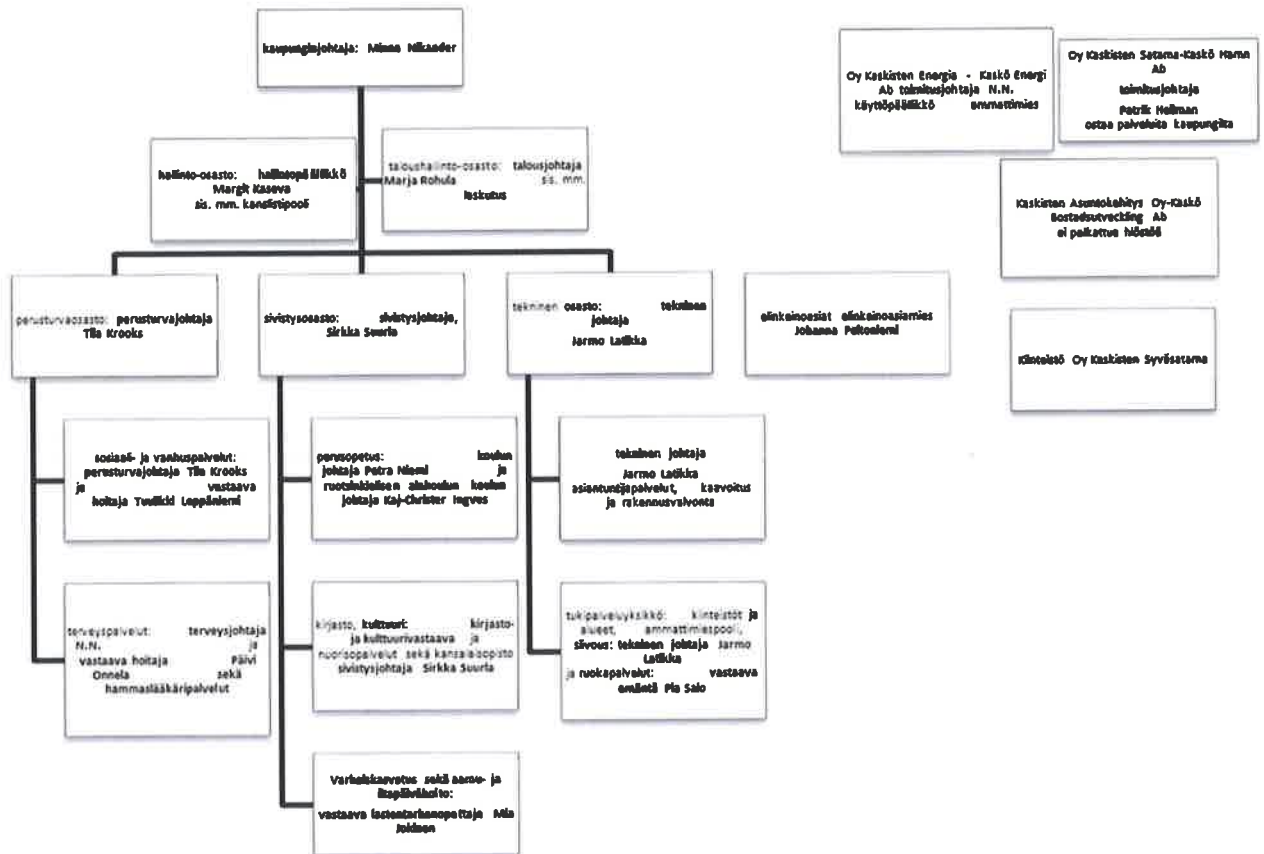 kaupunginjohtaja: Minna Nikander
Oy Kaskisten Energia - Kaskö Energi
Ab toimitusjohtaja N.N.
käyttöpäällikkö ammattimies
Oy Kaskisten Satama-Kaskö Hamn
Ab
toimitusjohtaja
Patrik Hellman
ostaa palveluita kaupungilta
hallinto-osasto: hallintopäällikkö
Margit Kaseva
sis. mm. kanslistipooli
taloushallinto-osasto: talousjohtaja
Marja Rohula sis. mm.
laskutus
Kaskisten Asuntokehitys Oy-Kaskö
Bostadsutveckling Ab
ei palkattua hlöstöä
perusturvaosasto: perusturvajohtaja
Tiia Krooks
sivistysosasto: sivistysjohtaja,
Sirkka Suurla
tekninen osasto: tekninen
johtaja
Jarmo Latikka
elinkeinoasiat elinkeinoasiamies
Johanna Peltoniemi
Kiinteistö Oy Kaskisten Syväsatama
sosiaali- ja vanhuspalvelut:
perusturvajohtaja Tiia Krooks
ja vastaava
hoitaja Tuulikki Leppäniemi
perusopetus: koulun
johtaja Petra Niemi ja
ruotsinkielisen alakoulun koulun
johtaja Kaj-Christer Ingves
tekninen johtaja
Jarmo Latikka
asiantuntijapalvelut, kaavoitus
ja rakennusvalvonta
terveyspalvelut: terveysjohtaja
N.N. ja
vastaava hoitaja Päivi
Onnela sekä
hammaslääkäripalvelut
kirjasto, kulttuuri: kirjasto-
ja kulttuurivastaava ja
nuorisopalvelut sekä kansalaisopisto
sivistysjohtaja Sirkka Suurla
tukipalveluyksikkö: kiinteistöt ja
alueet, ammattimiespooli,
siivous: tekninen johtaja Jarmo
Latikka
ja ruokapalvelut: vastaava
emäntä Pia Salo
Varhaiskasvatus sekä aamu- ja
iltapäivähoito:
vastaava lastentarhanopettaja Mia
Jokinen